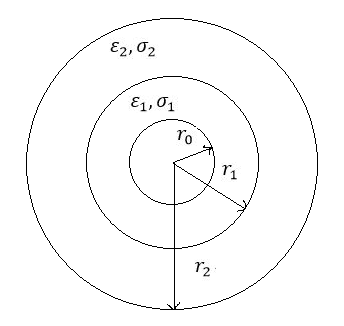 ε₂, σ₂
ε₁, σ₁
r₀
r₁
r₂